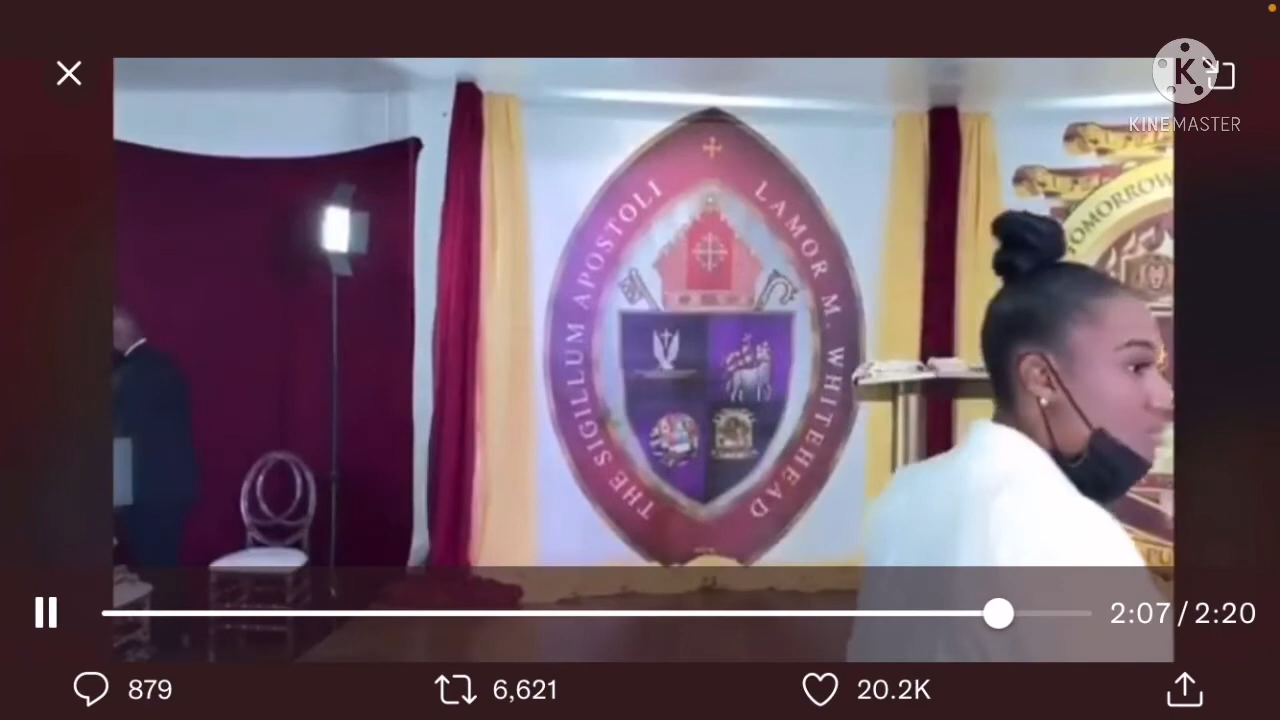 K
KINEMASTER
THE SIGILLUM APOSTOLI
LAMOR M. WHITEHEAD
TOMORROW
2:07 / 2:20
879
6,621
20.2K